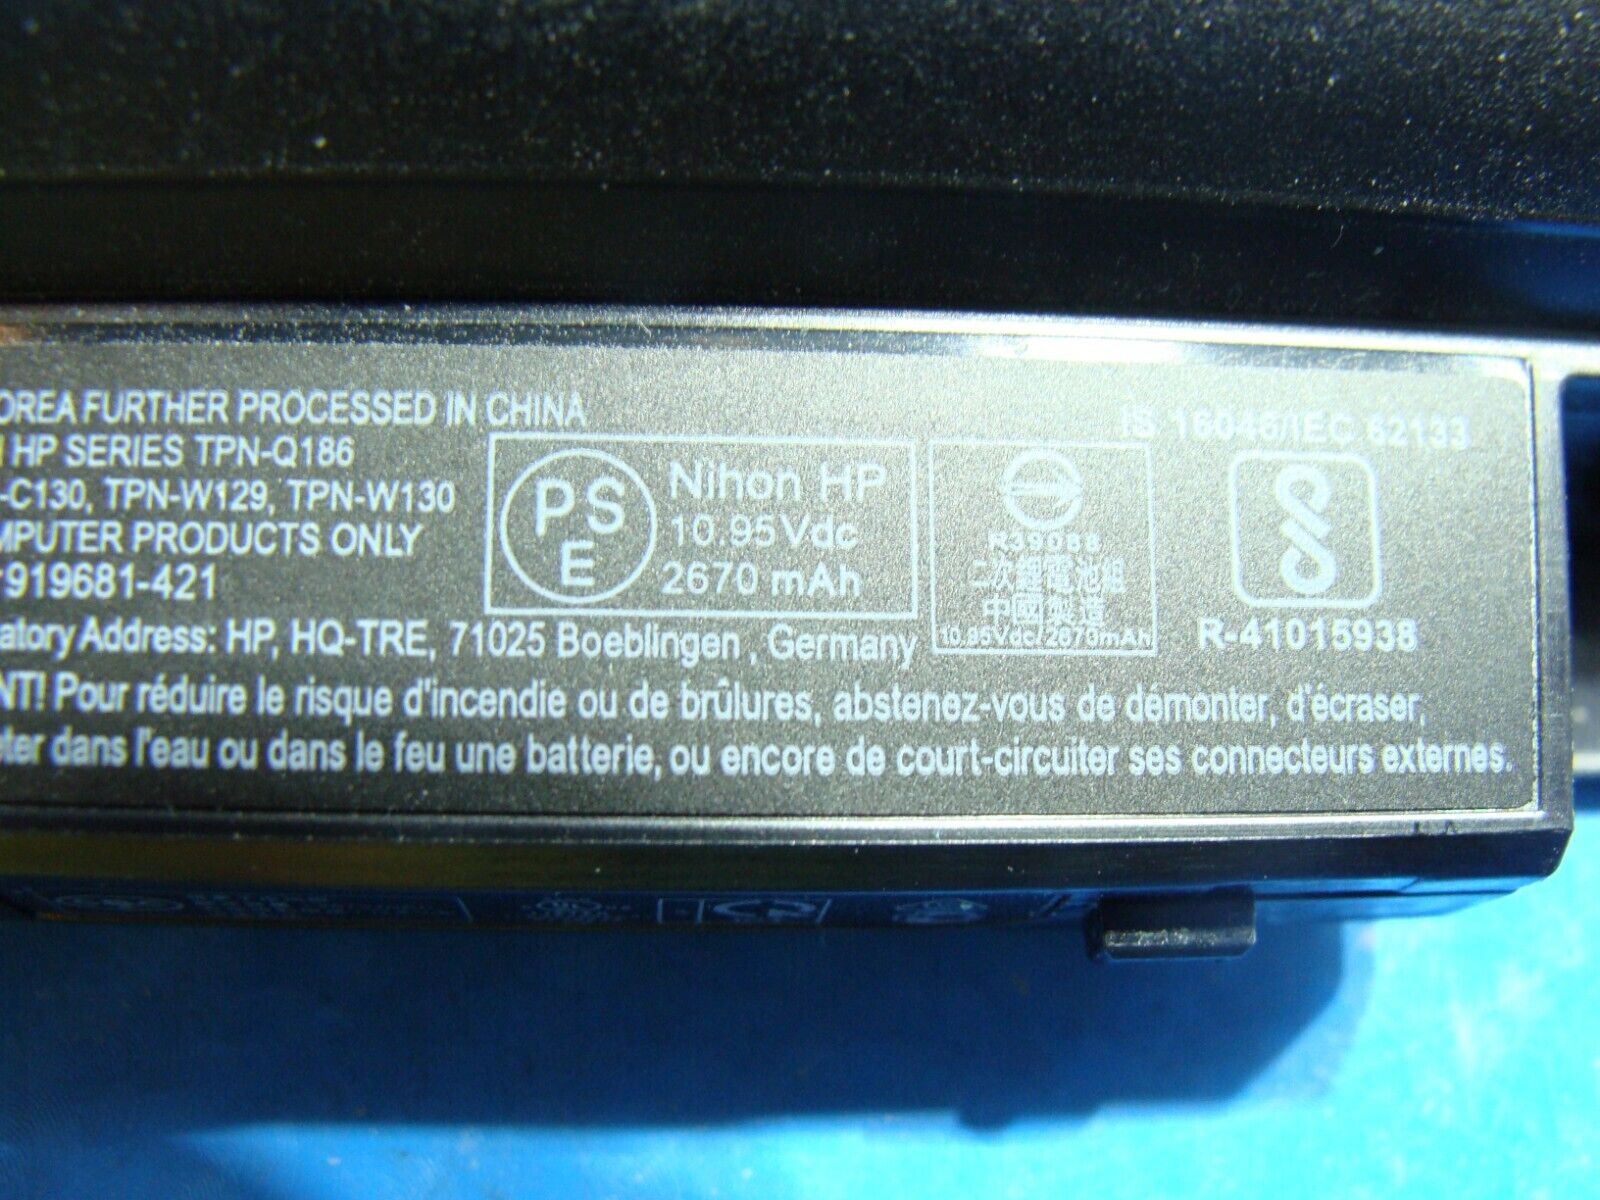 OREA FURTHER PROCESSED IN CHINA
HP SERIES TPN-Q186
-C130, TPN-W129, TPN-W130
MPUTER PRODUCTS ONLY
919681-421
atory Address: HP, HQ-TRE, 71025 Boeblingen, Germany
NT! Pour réduire le risque d'incendie ou de brûlures, abstenez-vous de démonter, d'écraser,
eter dans l'eau ou dans le feu une batterie, ou encore de court-circuiter ses connecteurs externes.
PS
E
Nihon HP
10.95Vdc
2670 mAh
R39088
二次鋰電池組
中國製造
10.95Vdc/2670mAh
IS 16046/IEC 62133
R-41015938